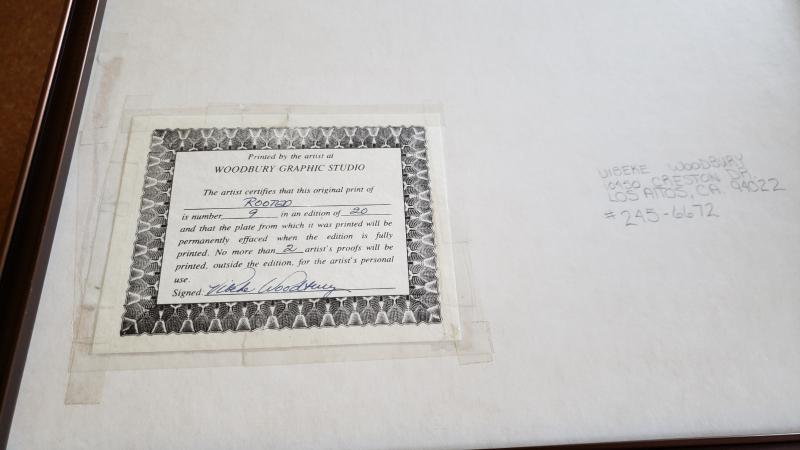 Printed by the artist at
WOODBURY GRAPHIC STUDIO
The artist certifies that this original print of
ROOTED
is number 9 in an edition of 20
and that the plate from which it was printed will be
permanently effaced when the edition is fully
printed. No more than 2 artist's proofs will be
printed, outside the edition, for the artist's personal
use.
Signed Vibeke Woodbury
VIBEKE WOODBURY
10450 CRESTON DR.
LOS ALTOS, CA 94022
# 245-6672